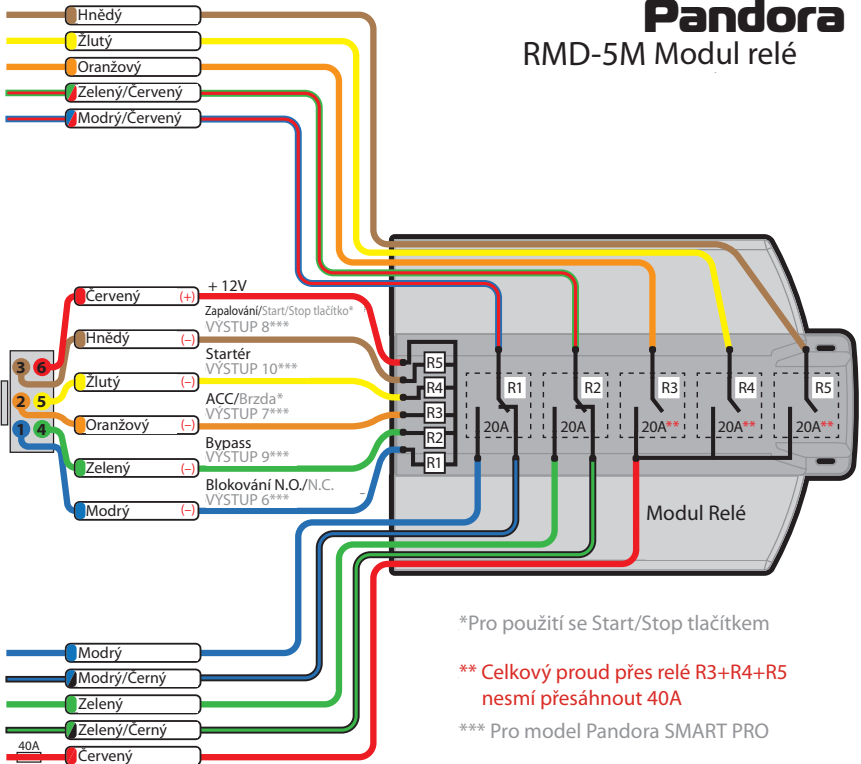 Pandora
RMD-5M Modul relé
Hnědý
Žlutý
Oranžový
Zelený/Červený
Modrý/Červený
Červený (+)
+ 12V
Zapalování/Start/Stop tlačítko*
VÝSTUP 8***
Hnědý (–)
Startér
VÝSTUP 10***
Žlutý (–)
ACC/Brzda*
VÝSTUP 7***
Oranžový (–)
Bypass
VÝSTUP 9***
Zelený (–)
Blokování N.O./N.C.
VÝSTUP 6***
Modrý (–)
3 6
2 5
1 4
R5
R4
R3
R2
R1
R1 R2 R3 R4 R5
20A 20A 20A** 20A** 20A**
Modul Relé
Modrý
Modrý/Černý
Zelený
Zelený/Černý
40A
Červený
*Pro použití se Start/Stop tlačítkem
** Celkový proud přes relé R3+R4+R5
nesmí přesáhnout 40A
*** Pro model Pandora SMART PRO